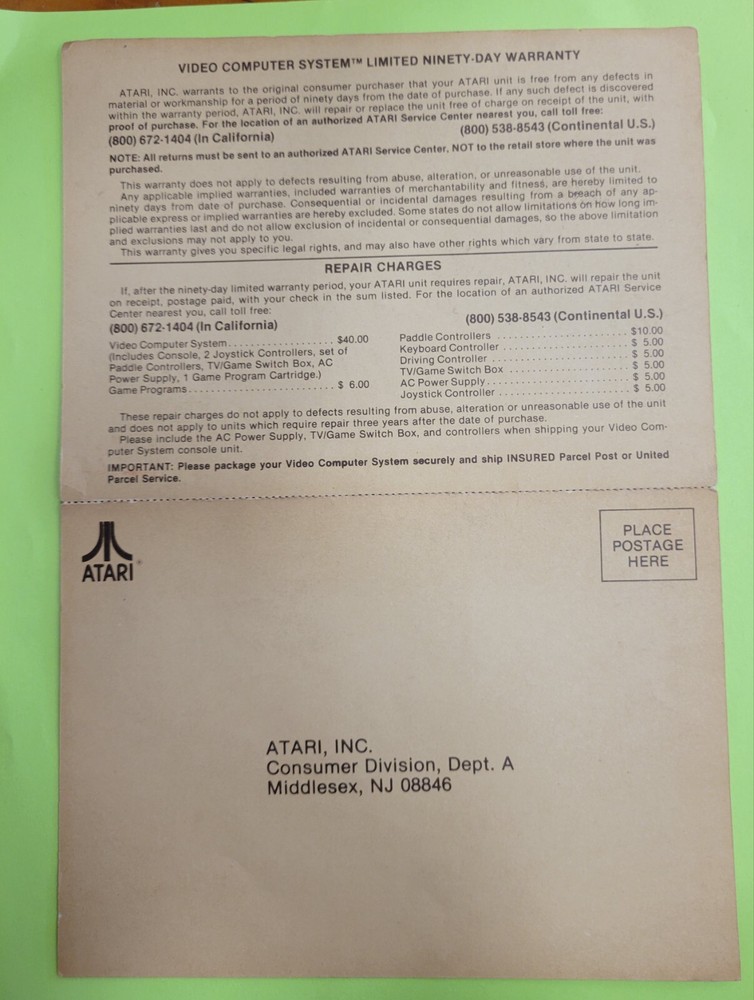 VIDEO COMPUTER SYSTEM™ LIMITED NINETY-DAY WARRANTY
ATARI, INC. warrants to the original consumer purchaser that your ATARI unit is free from any defects in
material or workmanship for a period of ninety days from the date of purchase. If any such defect is discovered
within the warranty period, ATARI, INC. will repair or replace the unit free of charge on receipt of the unit, with
proof of purchase. For the location of an authorized ATARI Service Center nearest you, call toll free:
(800) 672-1404 (In California) (800) 538-8543 (Continental U.S.)
NOTE: All returns must be sent to an authorized ATARI Service Center, NOT to the retail store where the unit was
purchased.
This warranty does not apply to defects resulting from abuse, alteration, or unreasonable use of the unit.
Any applicable implied warranties, included warranties of merchantability and fitness, are hereby limited to
ninety days from date of purchase. Consequential or incidental damages resulting from a breach of any ap-
plicable express or implied warranties are hereby excluded. Some states do not allow limitations on how long im-
plied warranties last and do not allow exclusion of incidental or consequential damages, so the above limitation
and exclusions may not apply to you.
This warranty gives you specific legal rights, and may also have other rights which vary from state to state.
REPAIR CHARGES
If, after the ninety-day limited warranty period, your ATARI unit requires repair, ATARI, INC. will repair the unit
on receipt, postage paid, with your check in the sum listed. For the location of an authorized ATARI Service
Center nearest you, call toll free:
(800) 672-1404 (In California) (800) 538-8543 (Continental U.S.)
Video Computer System.................. $40.00
(Includes Console, 2 Joystick Controllers, set of
Paddle Controllers, TV/Game Switch Box, AC
Power Supply, 1 Game Program Cartridge.)
Game Programs......................... $ 6.00
Paddle Controllers ...................... $10.00
Keyboard Controller ..................... $ 5.00
Driving Controller ....................... $ 5.00
TV/Game Switch Box .................... $ 5.00
AC Power Supply........................ $ 5.00
Joystick Controller ...................... $ 5.00
These repair charges do not apply to defects resulting from abuse, alteration or unreasonable use of the unit
and does not apply to units which require repair three years after the date of purchase.
Please include the AC Power Supply, TV/Game Switch Box, and controllers when shipping your Video Com-
puter System console unit.
IMPORTANT: Please package your Video Computer System securely and ship INSURED Parcel Post or United
Parcel Service.
ATARI®
PLACE
POSTAGE
HERE
ATARI, INC.
Consumer Division, Dept. A
Middlesex, NJ 08846